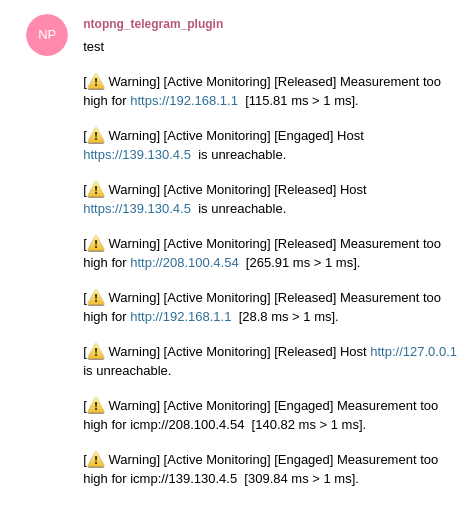 NP
ntopng_telegram_plugin
test
[⚠️ Warning] [Active Monitoring] [Released] Measurement too
high for https://192.168.1.1 [115.81 ms > 1 ms].
[⚠️ Warning] [Active Monitoring] [Engaged] Host
https://139.130.4.5 is unreachable.
[⚠️ Warning] [Active Monitoring] [Released] Host
https://139.130.4.5 is unreachable.
[⚠️ Warning] [Active Monitoring] [Released] Measurement too
high for http://208.100.4.54 [265.91 ms > 1 ms].
[⚠️ Warning] [Active Monitoring] [Released] Measurement too
high for http://192.168.1.1 [28.8 ms > 1 ms].
[⚠️ Warning] [Active Monitoring] [Released] Host http://127.0.0.1
is unreachable.
[⚠️ Warning] [Active Monitoring] [Engaged] Measurement too
high for icmp://208.100.4.54 [140.82 ms > 1 ms].
[⚠️ Warning] [Active Monitoring] [Engaged] Measurement too
high for icmp://139.130.4.5 [309.84 ms > 1 ms].